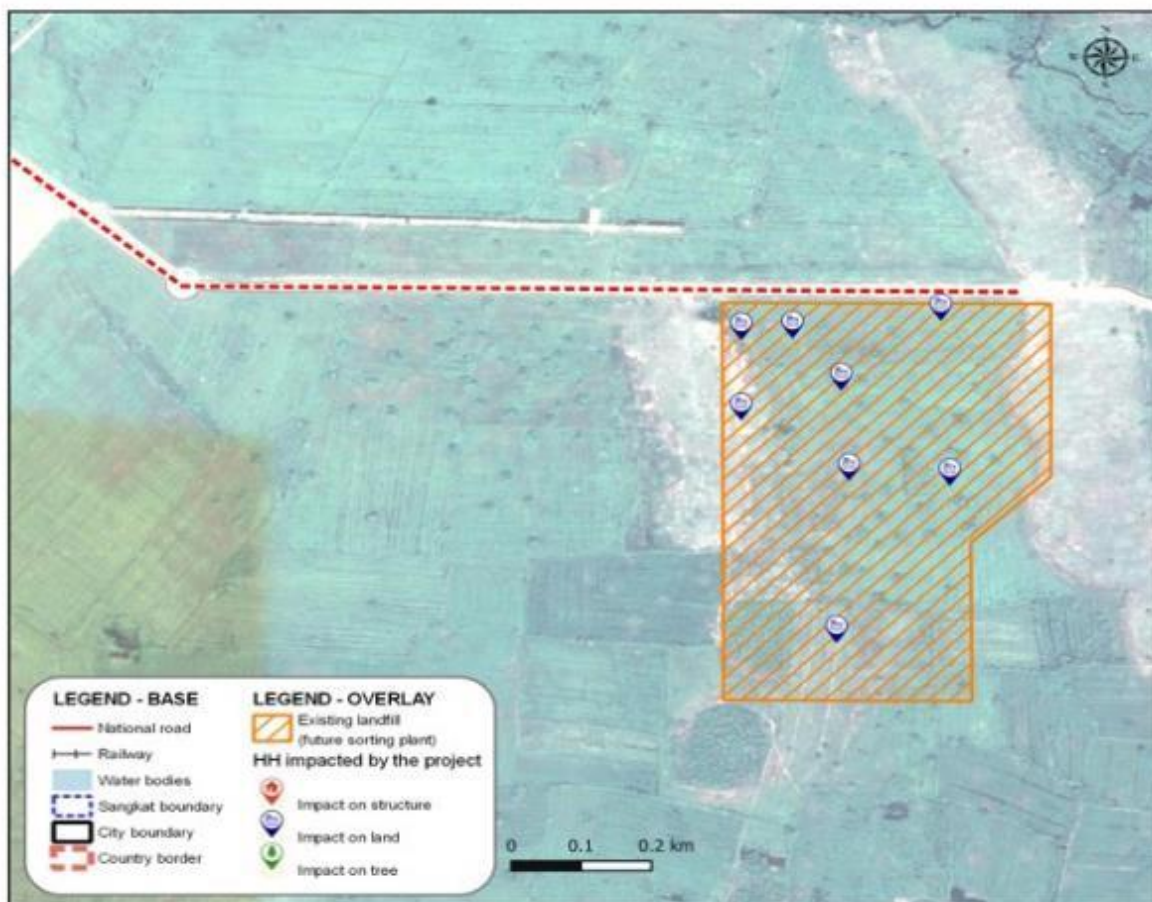 N
W E
S
LEGEND - BASE
National road
Railway
Water bodies
Sangkat boundary
City boundary
Country border
LEGEND - OVERLAY
Existing landfill
(future sorting plant)
HH impacted by the project
Impact on structure
Impact on land
Impact on tree
0 0.1 0.2 km